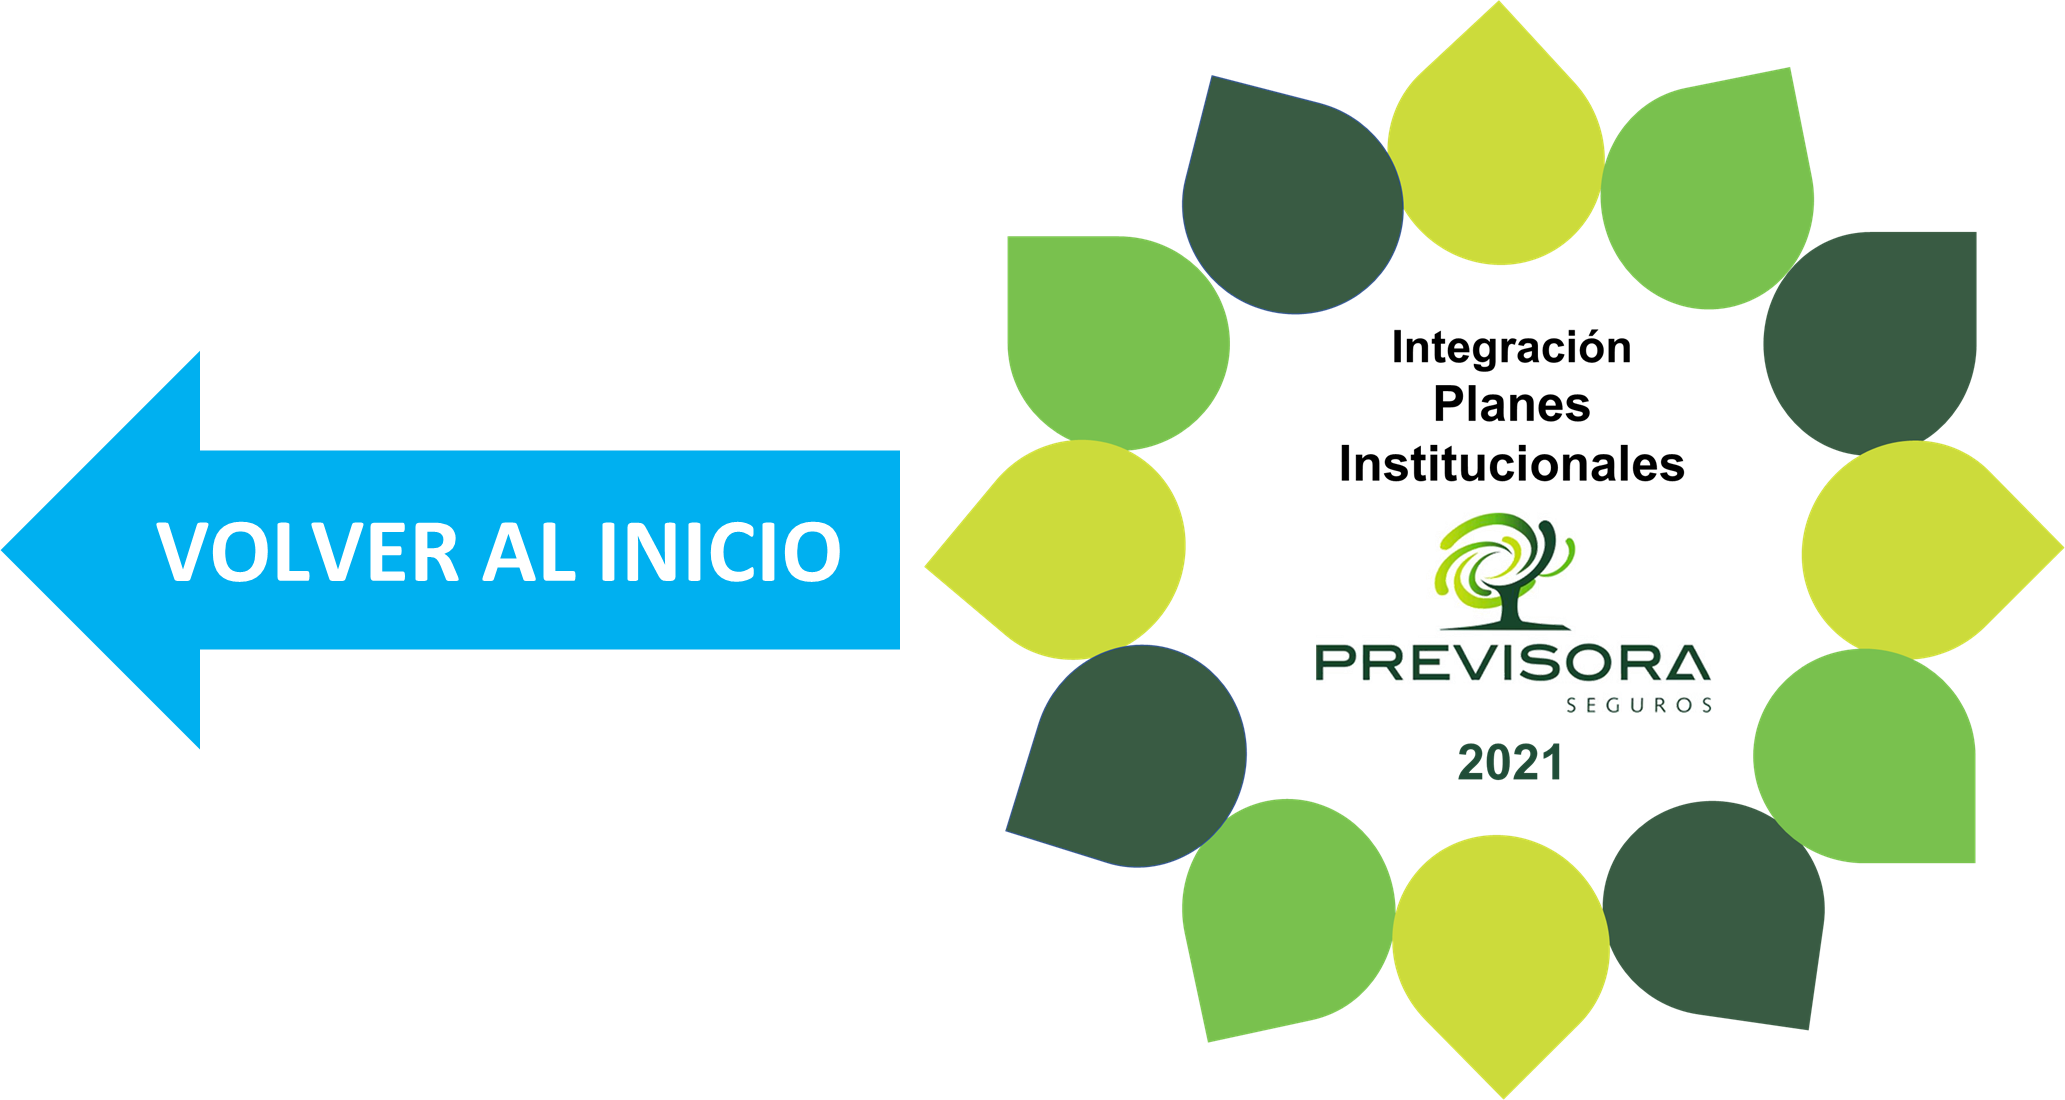 VOLVER AL INICIO
Integración
Planes
Institucionales
PREVISORA
SEGUROS
2021